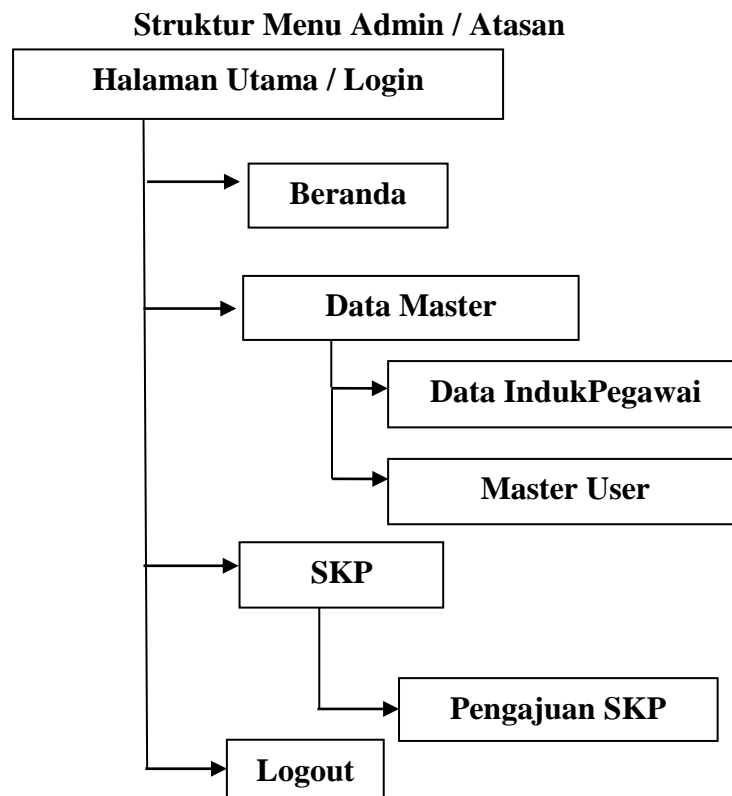 Struktur Menu Admin / Atasan
Halaman Utama / Login
Beranda
Data Master
Data IndukPegawai
Master User
SKP
Pengajuan SKP
Logout